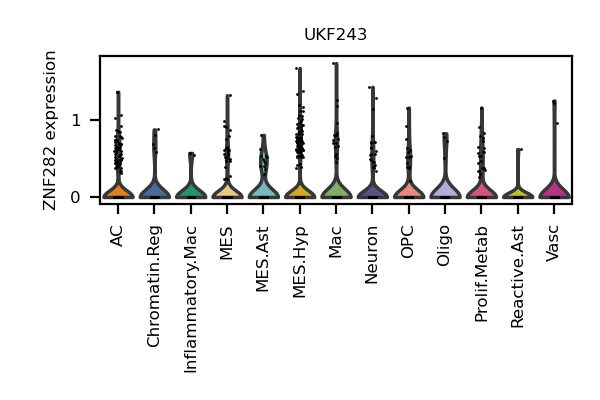 UKF243
ZNF282 expression
1
0
AC
Chromatin.Reg
Inflammatory.Mac
MES
MES.Ast
MES.Hyp
Mac
Neuron
OPC
Oligo
Prolif.Metab
Reactive.Ast
Vasc